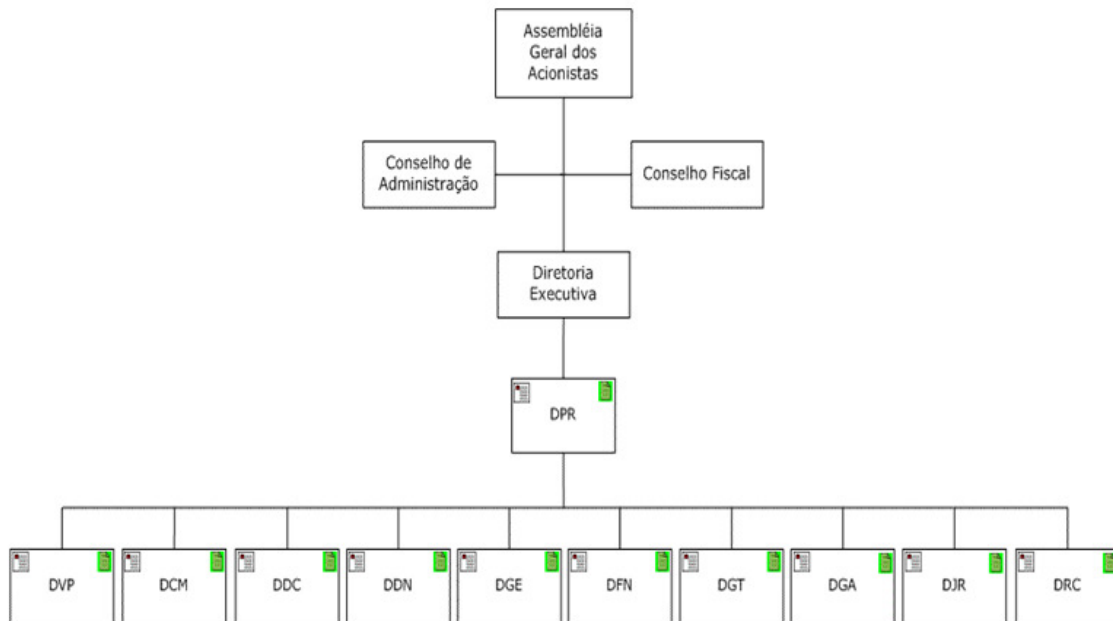 Assembléia
Geral dos
Acionistas
Conselho de
Administração
Conselho Fiscal
Diretoria
Executiva
DPR
DVP
DCM
DDC
DDN
DGE
DFN
DGT
DGA
DJR
DRC